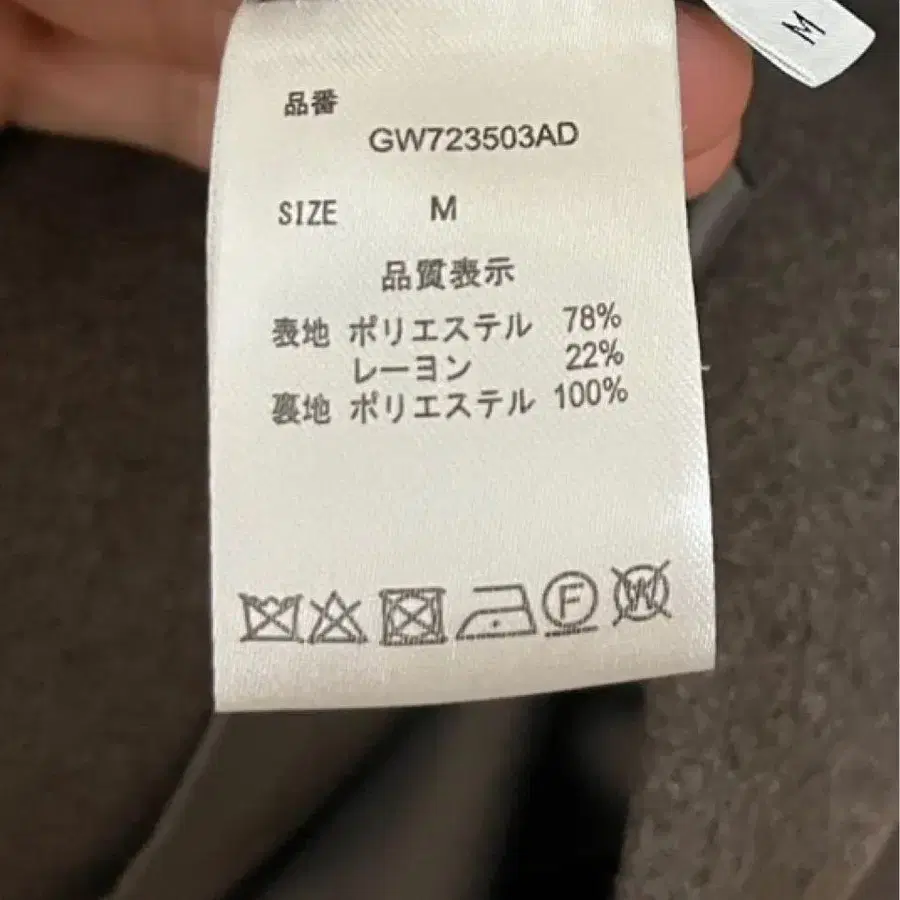 M
品番
GW723503AD
SIZE M
品質表示
表地 ポリエステル 78%
レーヨン 22%
裏地 ポリエステル 100%
F
W